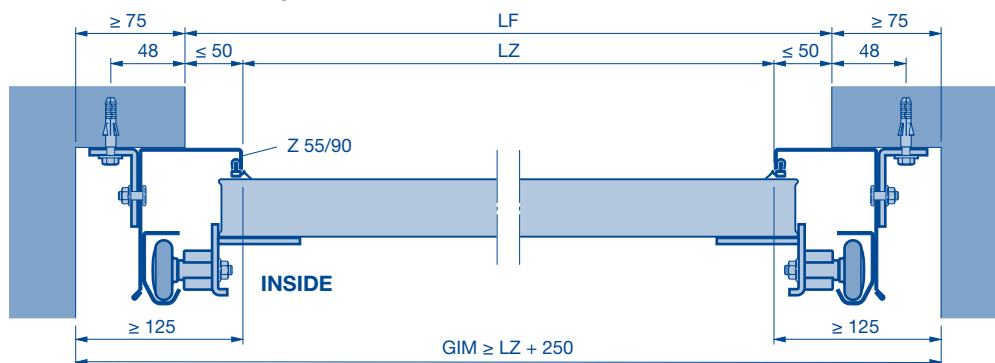 ≥ 75 LF ≥ 75
48 ≤ 50 LZ ≤ 50 48
Z 55/90
INSIDE
≥ 125 ≥ 125
GIM ≥ LZ + 250